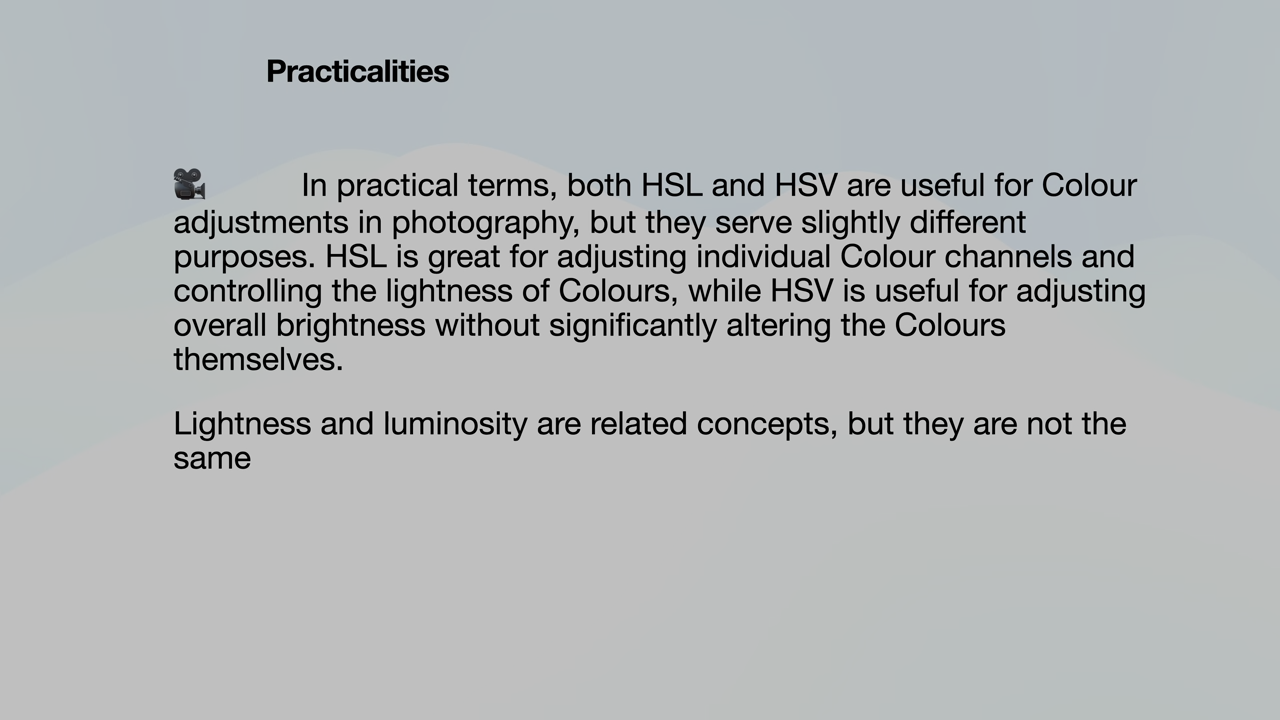 Practicalities
In practical terms, both HSL and HSV are useful for Colour
adjustments in photography, but they serve slightly different
purposes. HSL is great for adjusting individual Colour channels and
controlling the lightness of Colours, while HSV is useful for adjusting
overall brightness without significantly altering the Colours
themselves.
Lightness and luminosity are related concepts, but they are not the
same